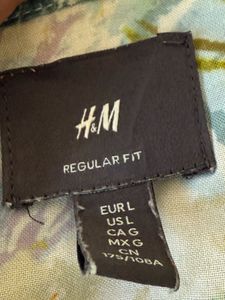 H&M
REGULAR FIT
EUR L
US L
CA G
MX G
CN
175/108A